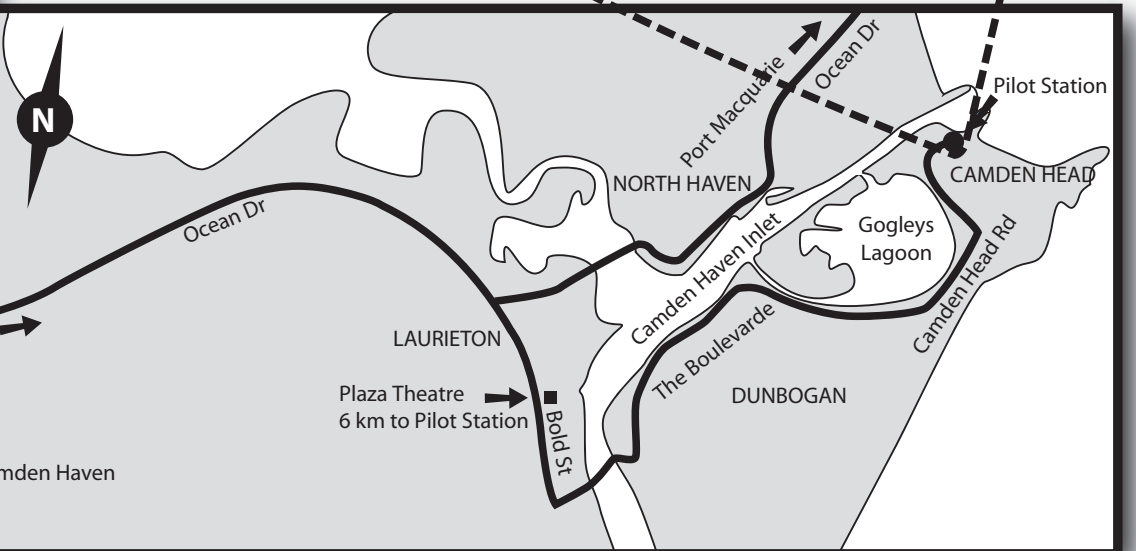 Ocean Dr
Pilot Station
N
Port Macquarie
CAMDEN HEAD
NORTH HAVEN
Ocean Dr
Gogleys
Lagoon
Camden Haven Inlet
Camden Head Rd
LAURIETON
The Boulevarde
Plaza Theatre
6 km to Pilot Station
DUNBOGAN
Bold St
mden Haven